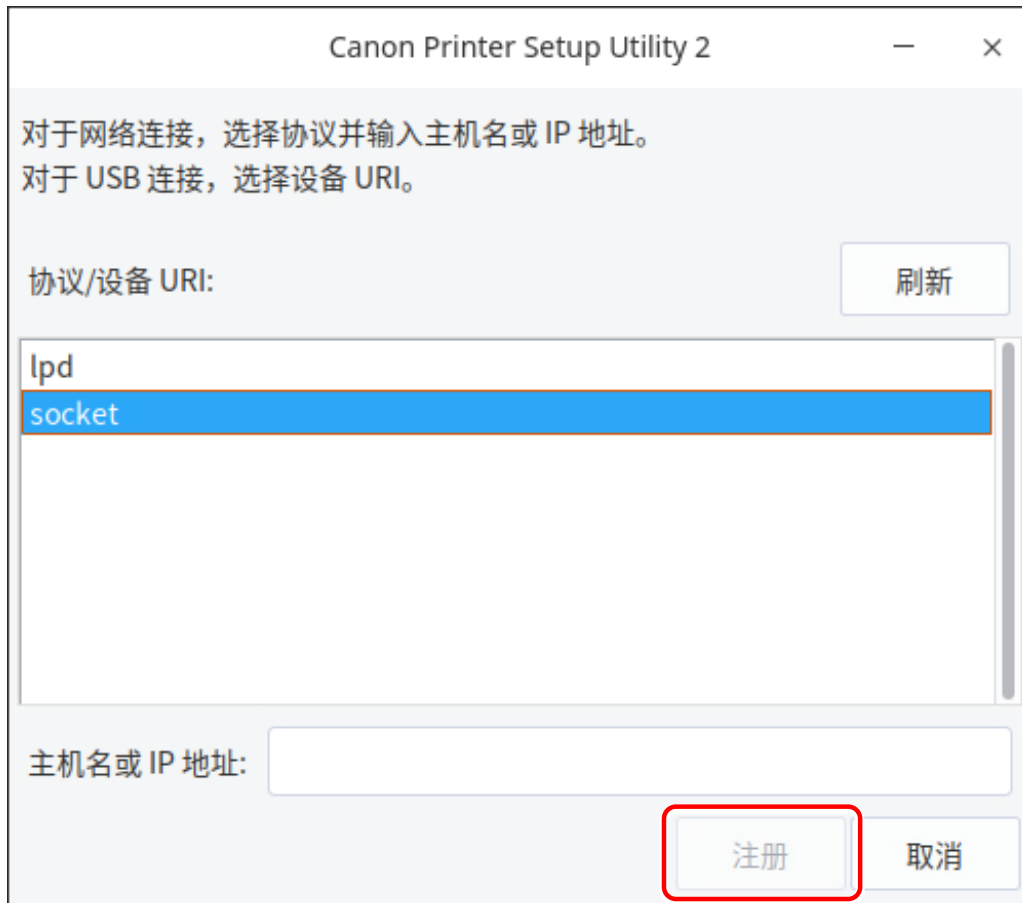 Canon Printer Setup Utility 2
对于网络连接，选择协议并输入主机名或 IP 地址。
对于 USB 连接，选择设备 URI。
协议/设备 URI:
刷新
lpd
socket
主机名或 IP 地址:
注册
取消